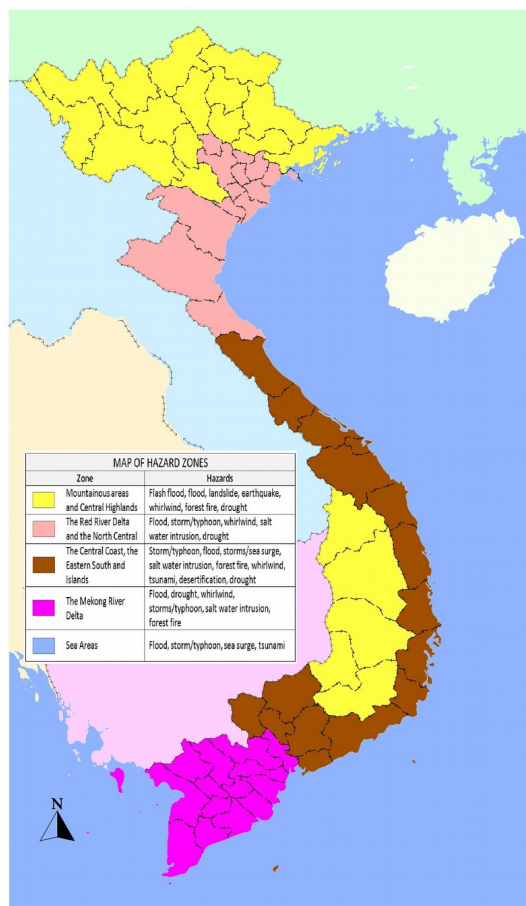 MAP OF HAZARD ZONES
Zone Hazards
Mountainous areas and Central Highlands
Flash flood, flood, landslide, earthquake, whirlwind, forest fire, drought
The Red River Delta and the North Central
Flood, storm/typhoon, whirlwind, salt water intrusion, drought
The Central Coast, the Eastern South and Islands
Storm/typhoon, flood, storms/sea surge, salt water intrusion, forest fire, whirlwind, tsunami, desertification, drought
The Mekong River Delta
Flood, drought, whirlwind, storms/typhoon, salt water intrusion, forest fire
Sea Areas
Flood, storm/typhoon, sea surge, tsunami
N